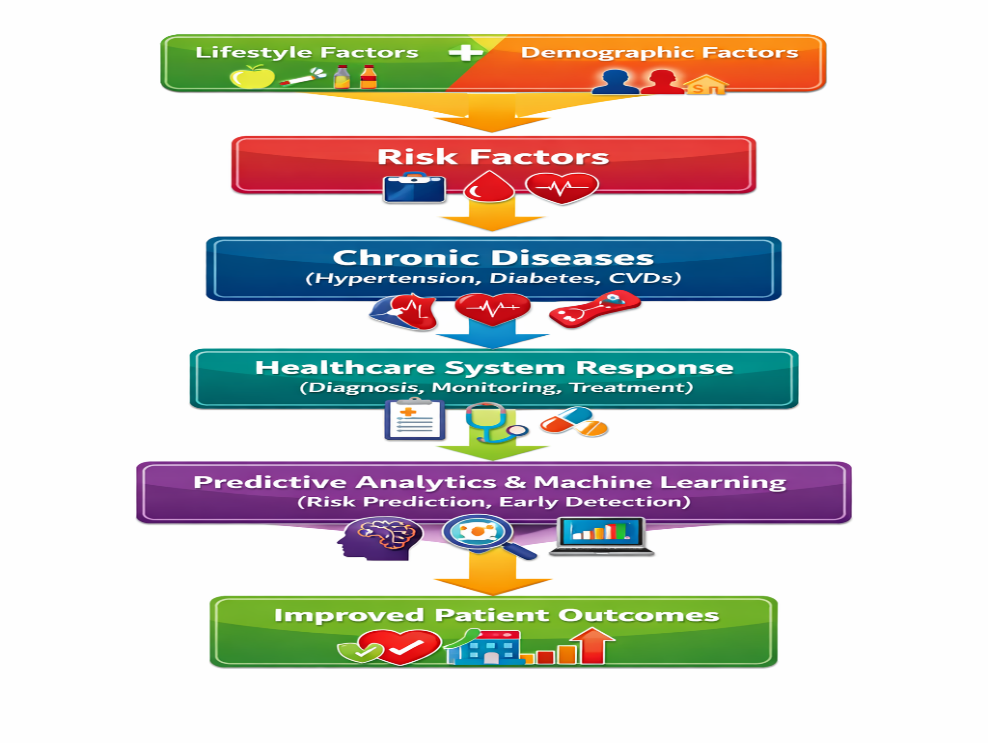 Lifestyle Factors + Demographic Factors
Risk Factors
Chronic Diseases
(Hypertension, Diabetes, CVDs)
Healthcare System Response
(Diagnosis, Monitoring, Treatment)
Predictive Analytics & Machine Learning
(Risk Prediction, Early Detection)
Improved Patient Outcomes